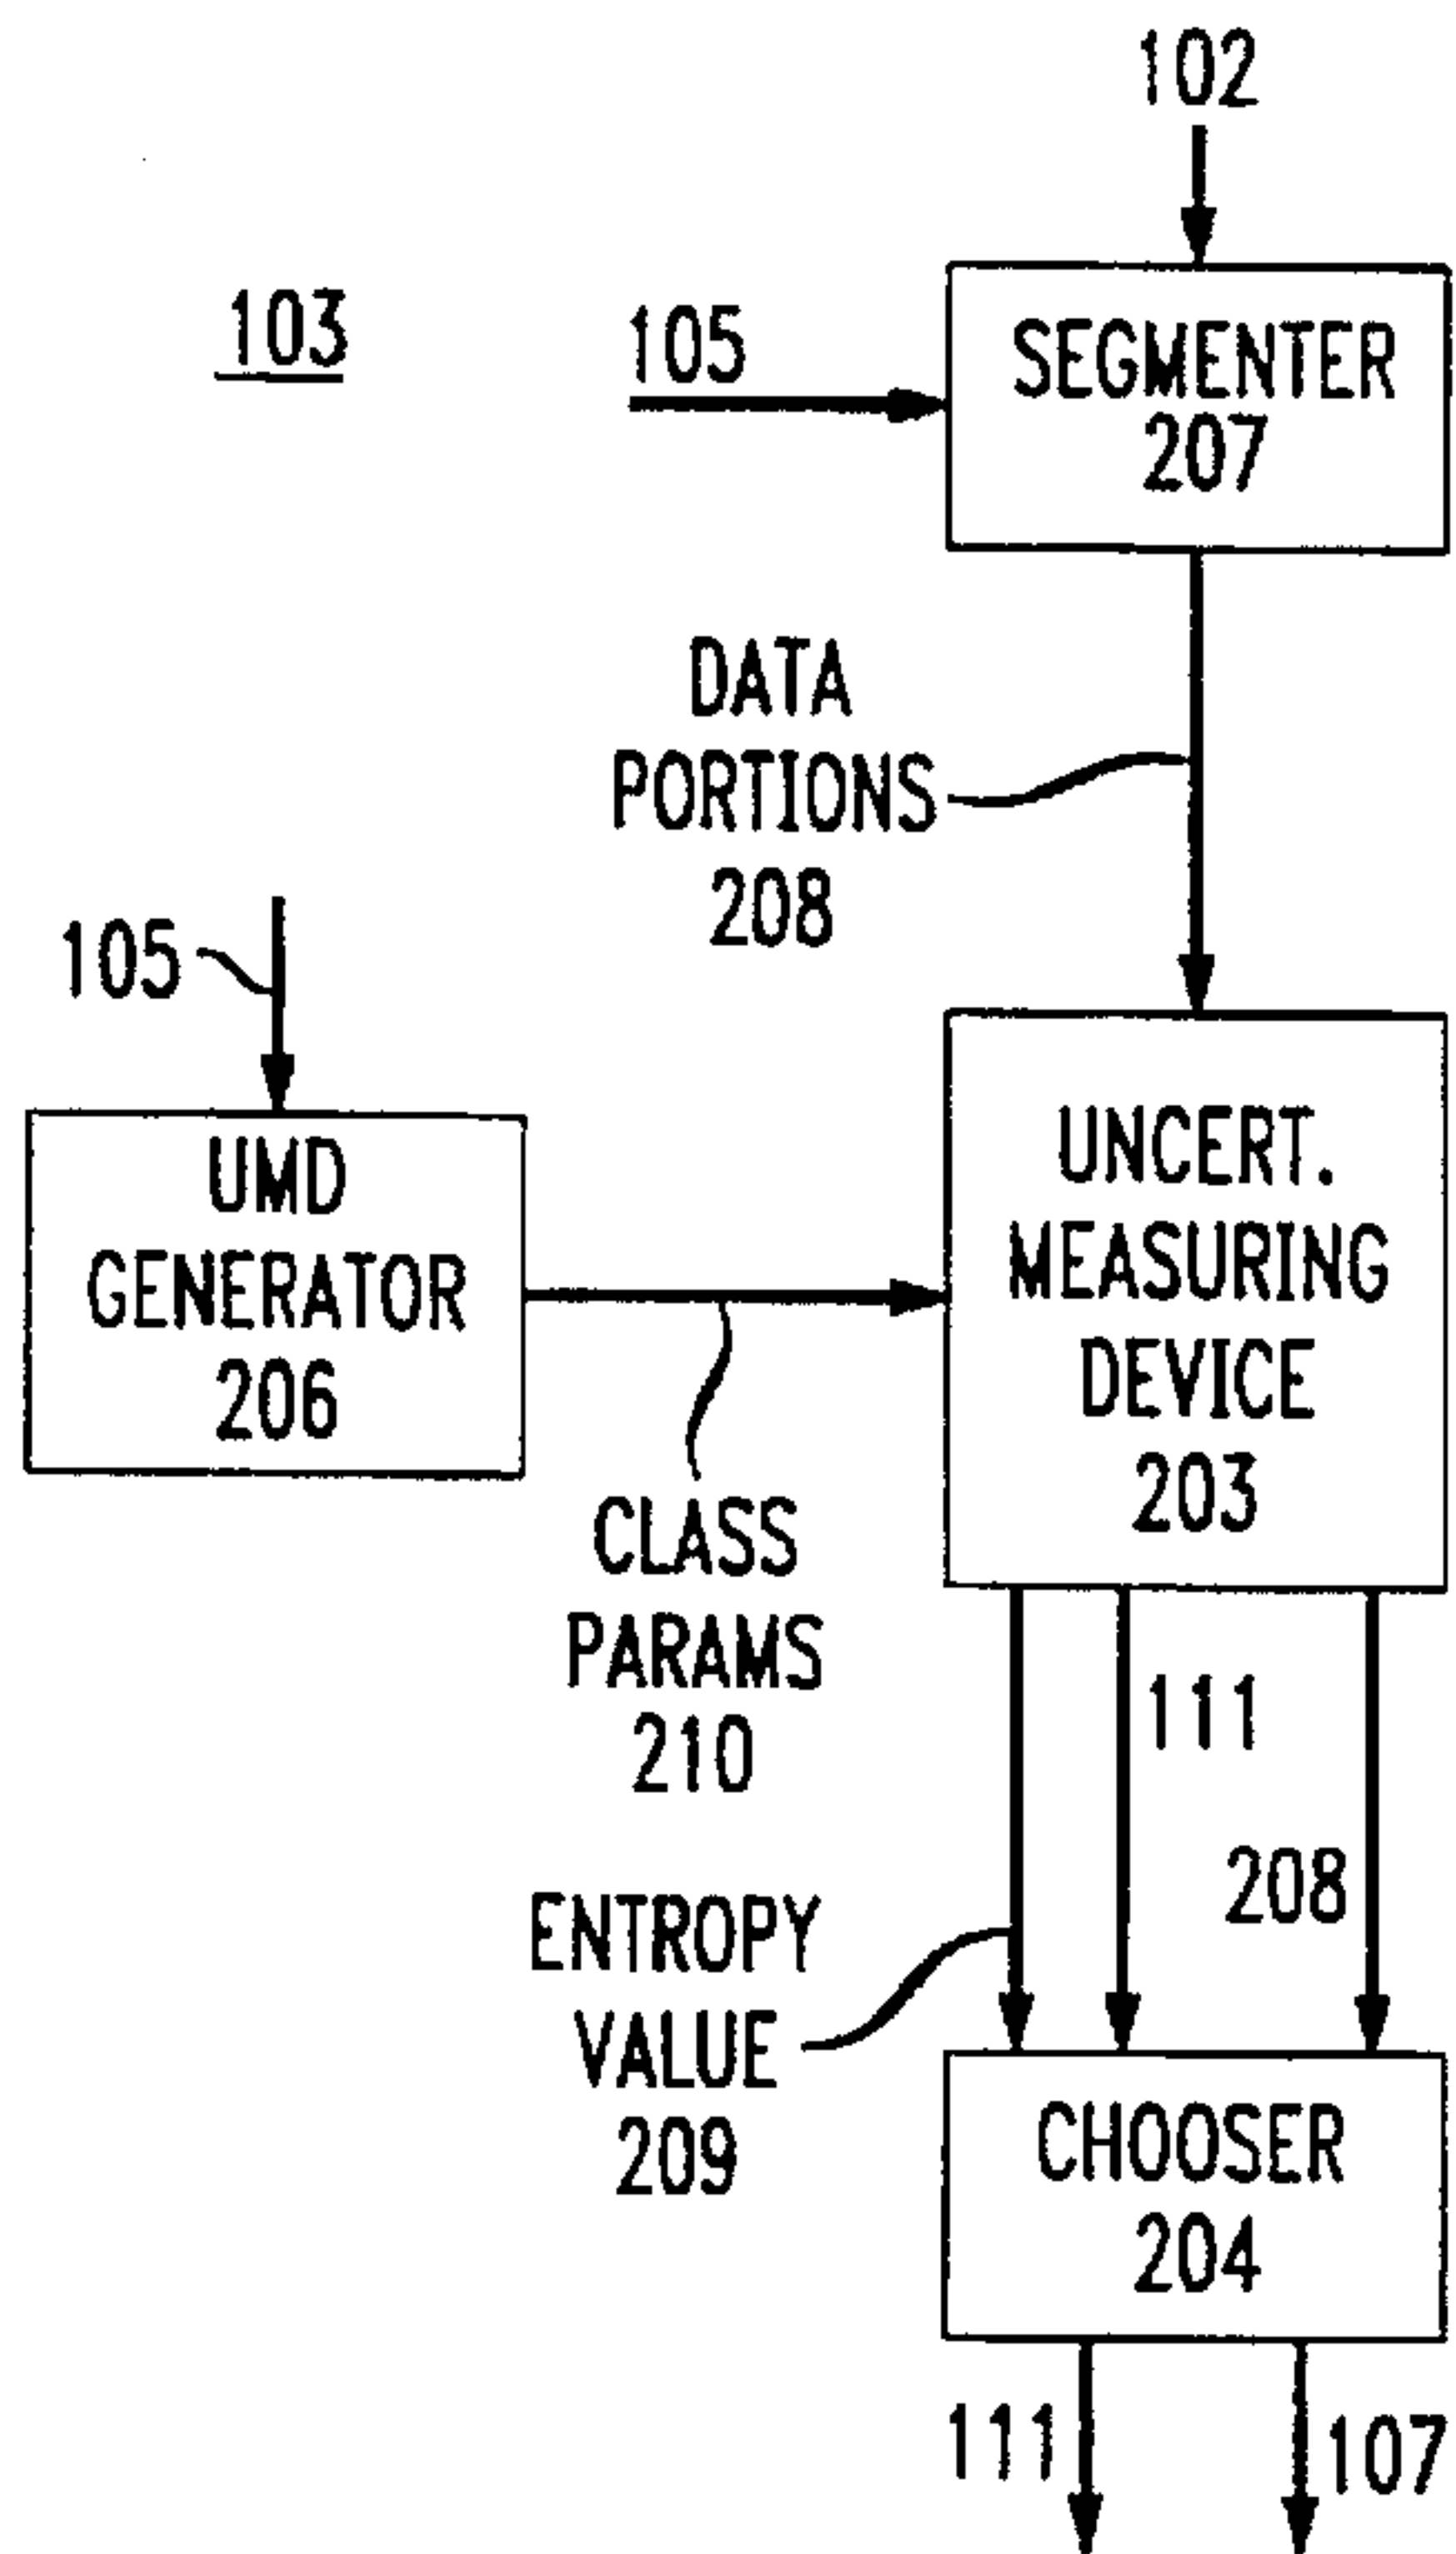 102
103
105
SEGMENTER
207
DATA
PORTIONS
208
105
UMD
GENERATOR
206
UNCERT.
MEASURING
DEVICE
203
CLASS
PARAMS
210
111
208
ENTROPY
VALUE
209
CHOOSER
204
111
107